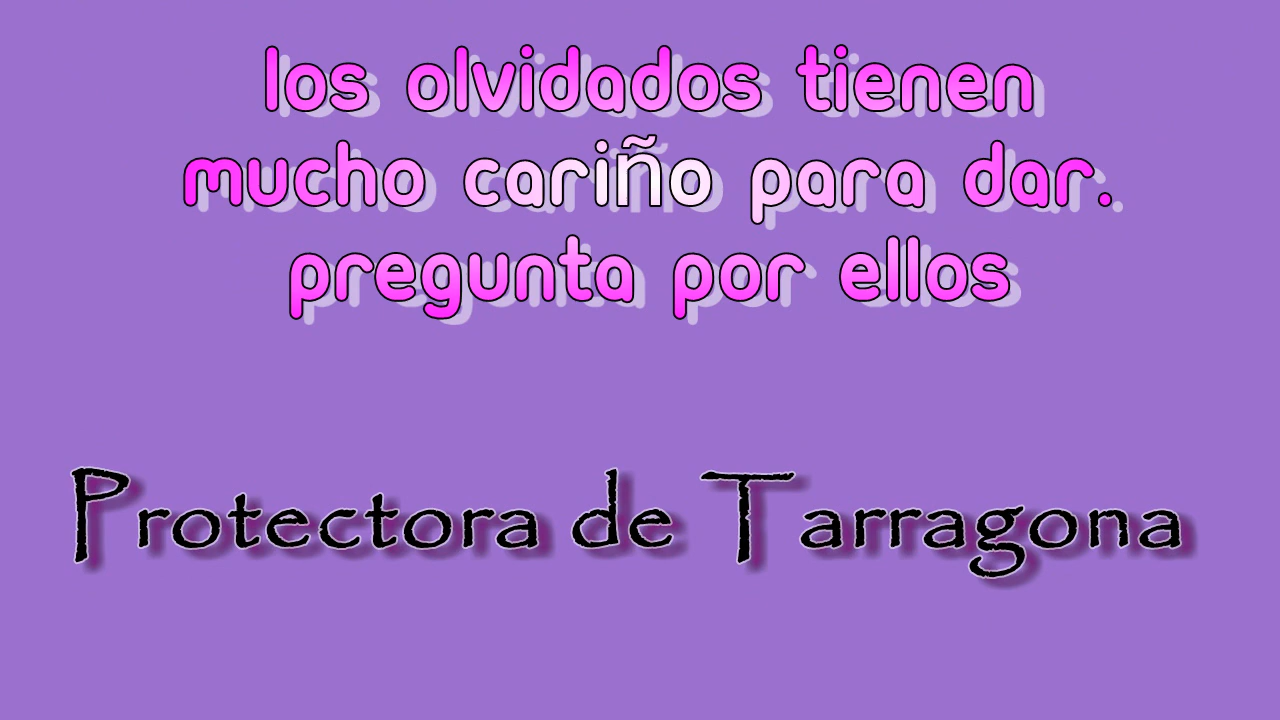 los olvidados tienen
mucho cariño para dar.
pregunta por ellos
Protectora de Tarragona